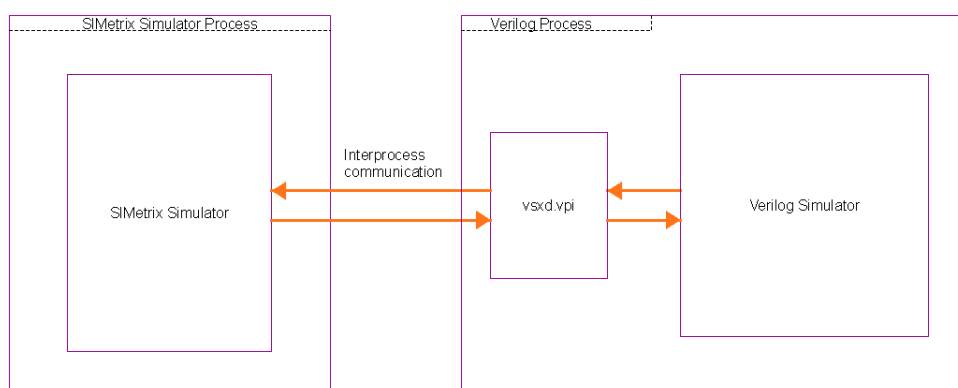 SIMetrix Simulator Process
Verilog Process
Interprocess
communication
SIMetrix Simulator
vsxd.vpi
Verilog Simulator